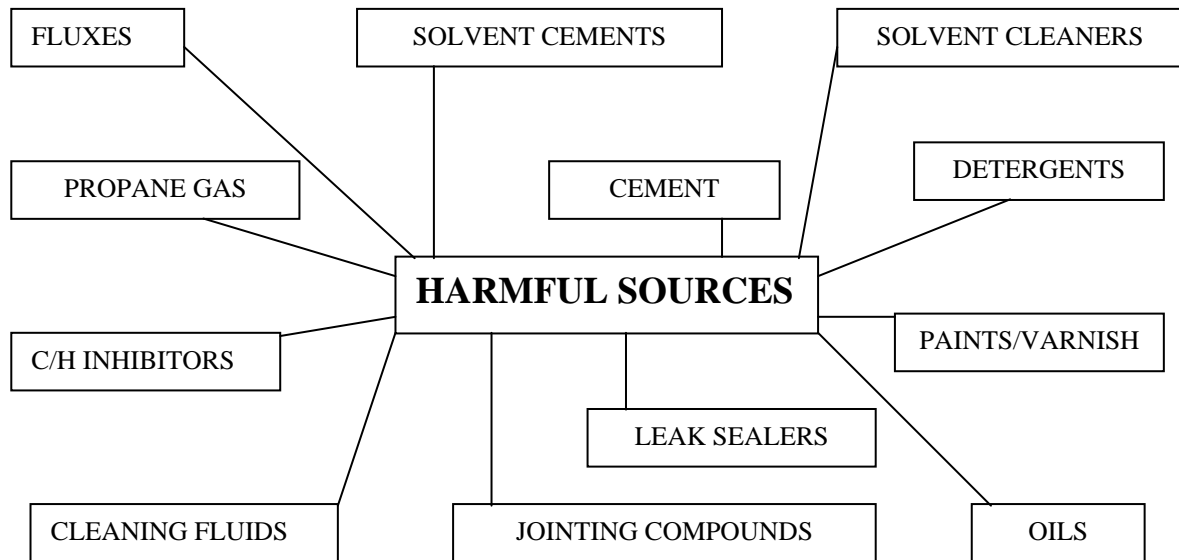 FLUXES
SOLVENT CEMENTS
SOLVENT CLEANERS
PROPANE GAS
CEMENT
DETERGENTS
HARMFUL SOURCES
C/H INHIBITORS
PAINTS/VARNISH
LEAK SEALERS
CLEANING FLUIDS
JOINTING COMPOUNDS
OILS